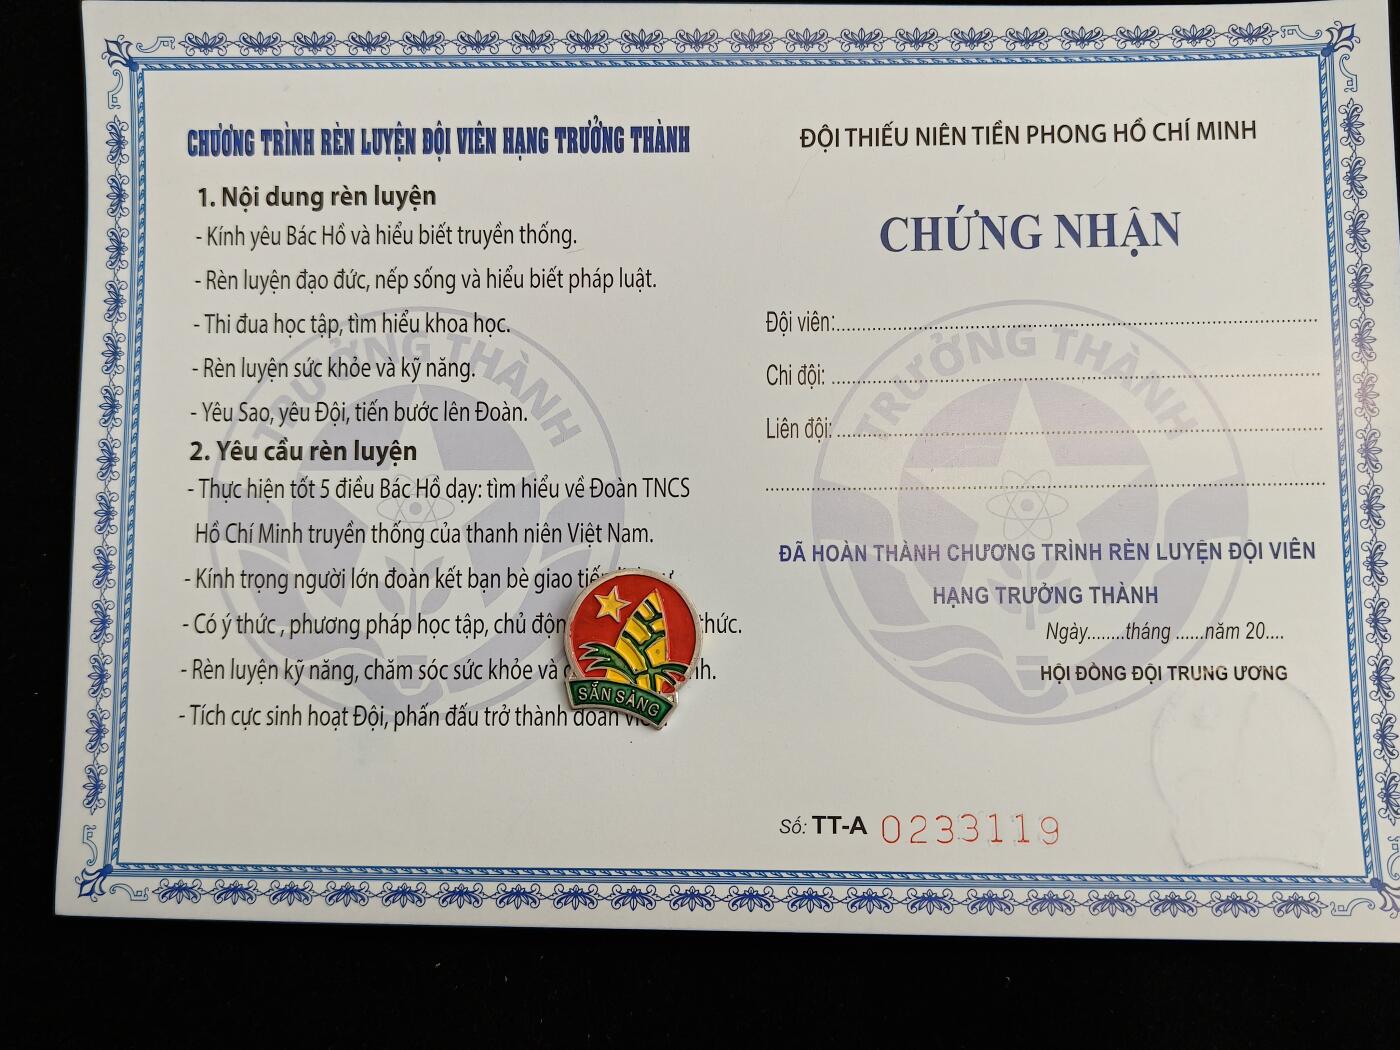 CHƯƠNG TRÌNH RÈN LUYỆN ĐỘI VIÊN HẠNG TRƯỞNG THÀNH
1. Nội dung rèn luyện
- Kính yêu Bác Hồ và hiểu biết truyền thống.
- Rèn luyện đạo đức, nếp sống và hiểu biết pháp luật.
- Thi đua học tập, tìm hiểu khoa học.
- Rèn luyện sức khỏe và kỹ năng.
- Yêu Sao, yêu Đội, tiến bước lên Đoàn.
2. Yêu cầu rèn luyện
- Thực hiện tốt 5 điều Bác Hồ dạy: tìm hiểu về Đoàn TNCS
Hồ Chí Minh truyền thống của thanh niên Việt Nam.
- Kính trọng người lớn đoàn kết bạn bè giao
- Có ý thức , phương pháp học tập, chủ thức.
- Rèn luyện kỹ năng, chăm sóc sức khỏe và
- Tích cực sinh hoạt Đội, phấn đấu trở thành đoàn
TRƯỞNG THÀNH
SẴN SÀNG
ĐỘI THIẾU NIÊN TIỀN PHONG HỒ CHÍ MINH
CHỨNG NHẬN
Đội viên:
Chi đội:
Liên đội:
TRƯỞNG THÀNH
ĐÃ HOÀN THÀNH CHƯƠNG TRÌNH RÈN LUYỆN ĐỘI VIÊN
HẠNG TRƯỞNG THÀNH
Ngày........tháng ......năm 20....
HỘI ĐỒNG ĐỘI TRUNG ƯƠNG
Số: TT-A 0233119